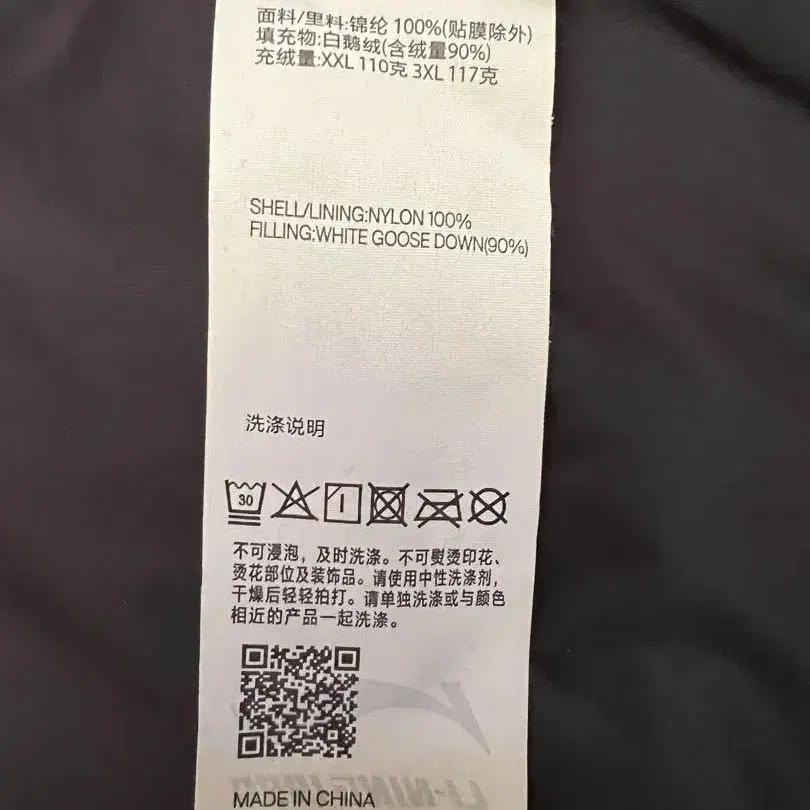 面料/里料:锦纶 100%(贴膜除外)
填充物:白鹅绒(含绒量90%)
充绒量:XXL 110克 3XL 117克
SHELL/LINING:NYLON 100%
FILLING:WHITE GOOSE DOWN(90%)
洗涤说明
30
不可浸泡，及时洗涤。不可熨烫印花、
烫花部位及装饰品。请使用中性洗涤剂，
干燥后轻轻拍打。请单独洗涤或与颜色
相近的产品一起洗涤。
MADE IN CHINA